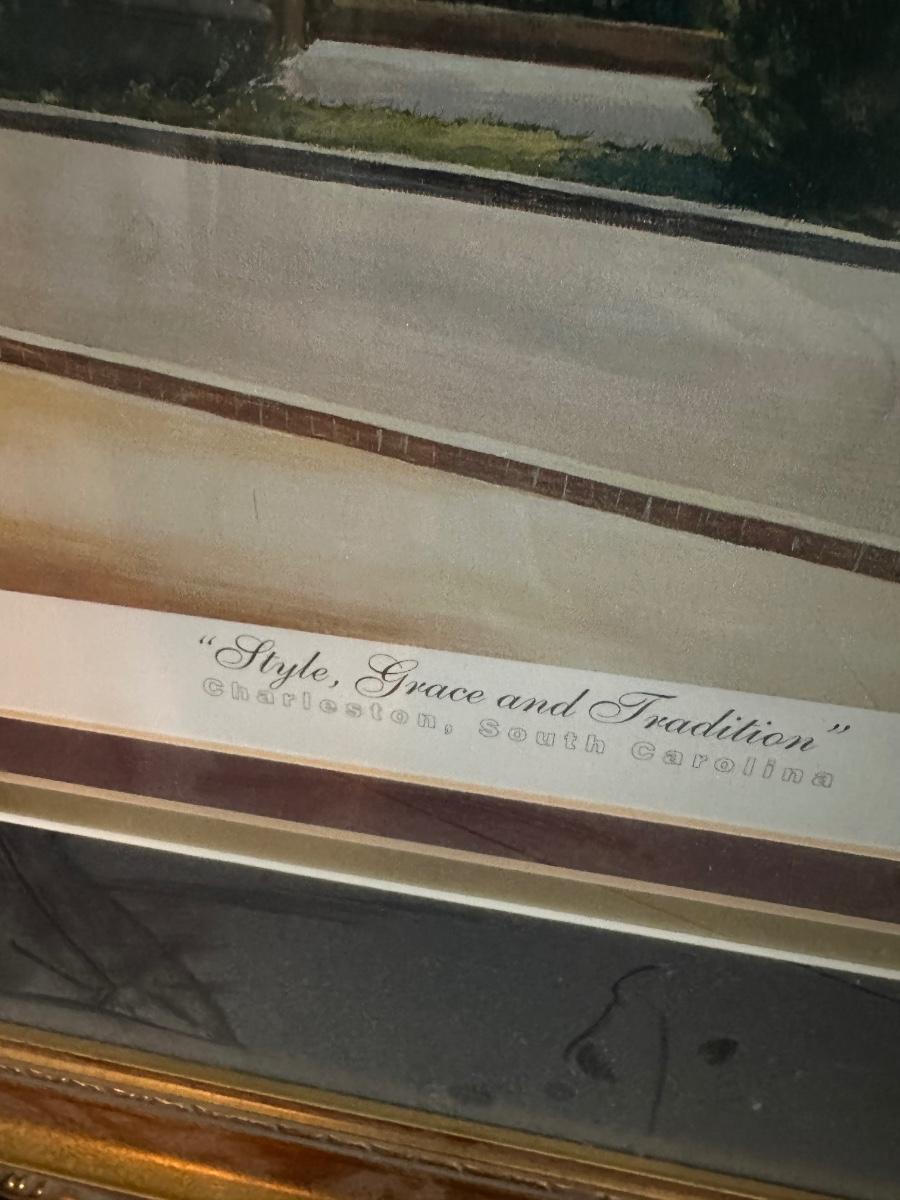 “Style, Grace and Tradition”
Charleston, South Carolina